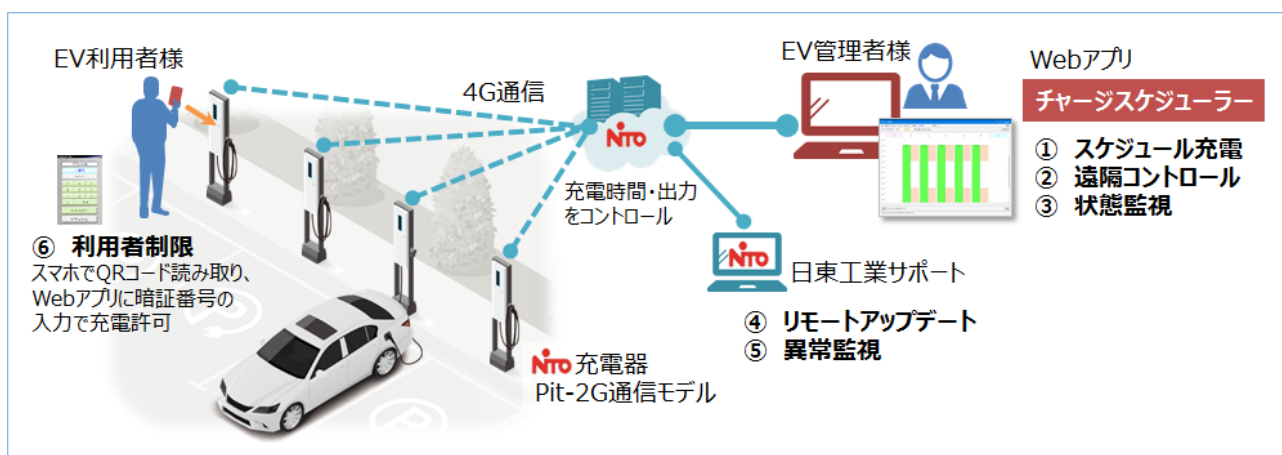 EV利用者様
4G通信
EV管理者様
Webアプリ
チャージスケジューラー
① スケジュール充電
② 遠隔コントロール
③ 状態監視
NITO
充電時間・出力
をコントロール
NITO
日東工業サポート
④ リモートアップデート
⑤ 異常監視
⑥ 利用者制限
スマホでQRコード読み取り、
Webアプリに暗証番号の
入力で充電許可
NITO 充電器
Pit-2G通信モデル